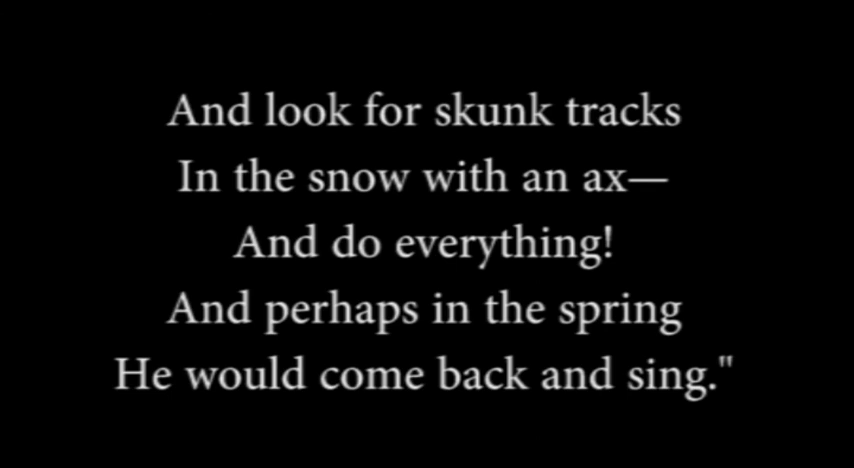 And look for skunk tracks
In the snow with an ax—
And do everything!
And perhaps in the spring
He would come back and sing."